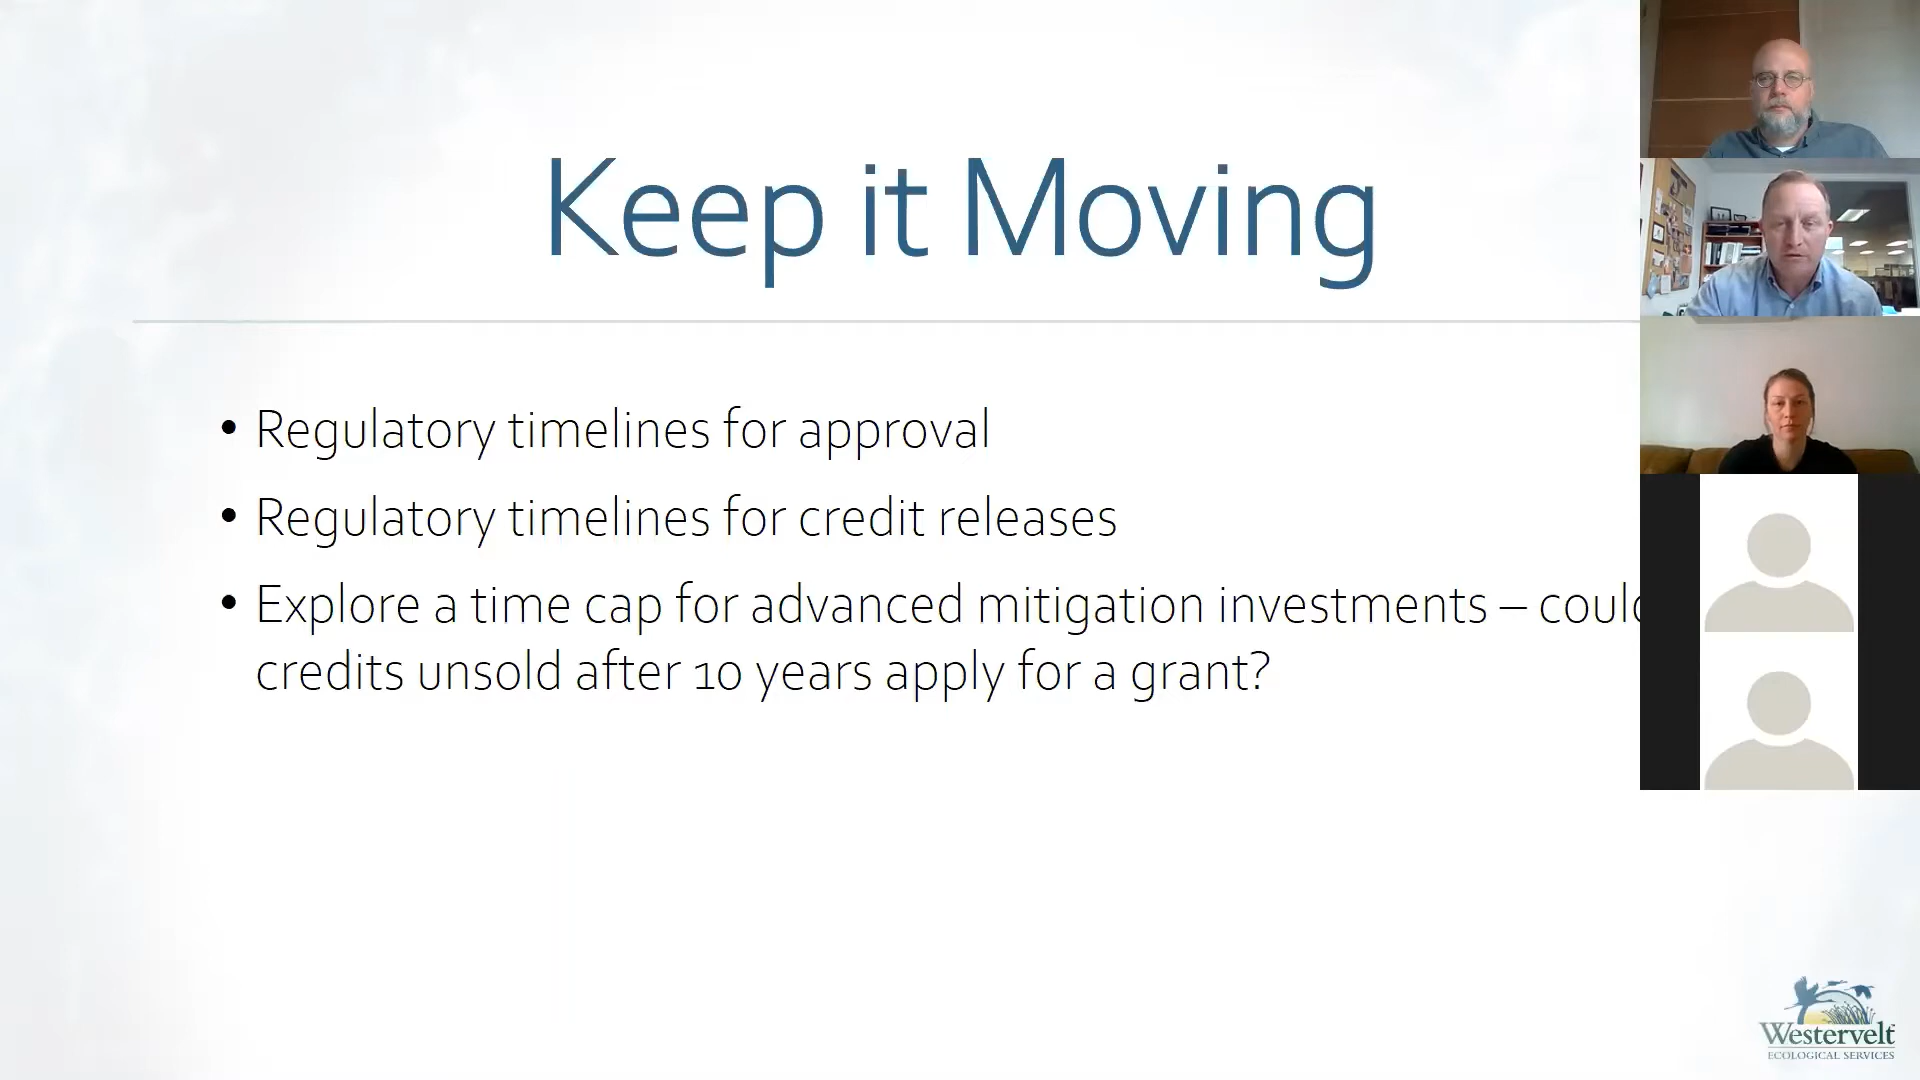 Keep it Moving
• Regulatory timelines for approval
• Regulatory timelines for credit releases
• Explore a time cap for advanced mitigation investments – coul
credits unsold after 10 years apply for a grant?
Westervelt
ECOLOGICAL SERVICES